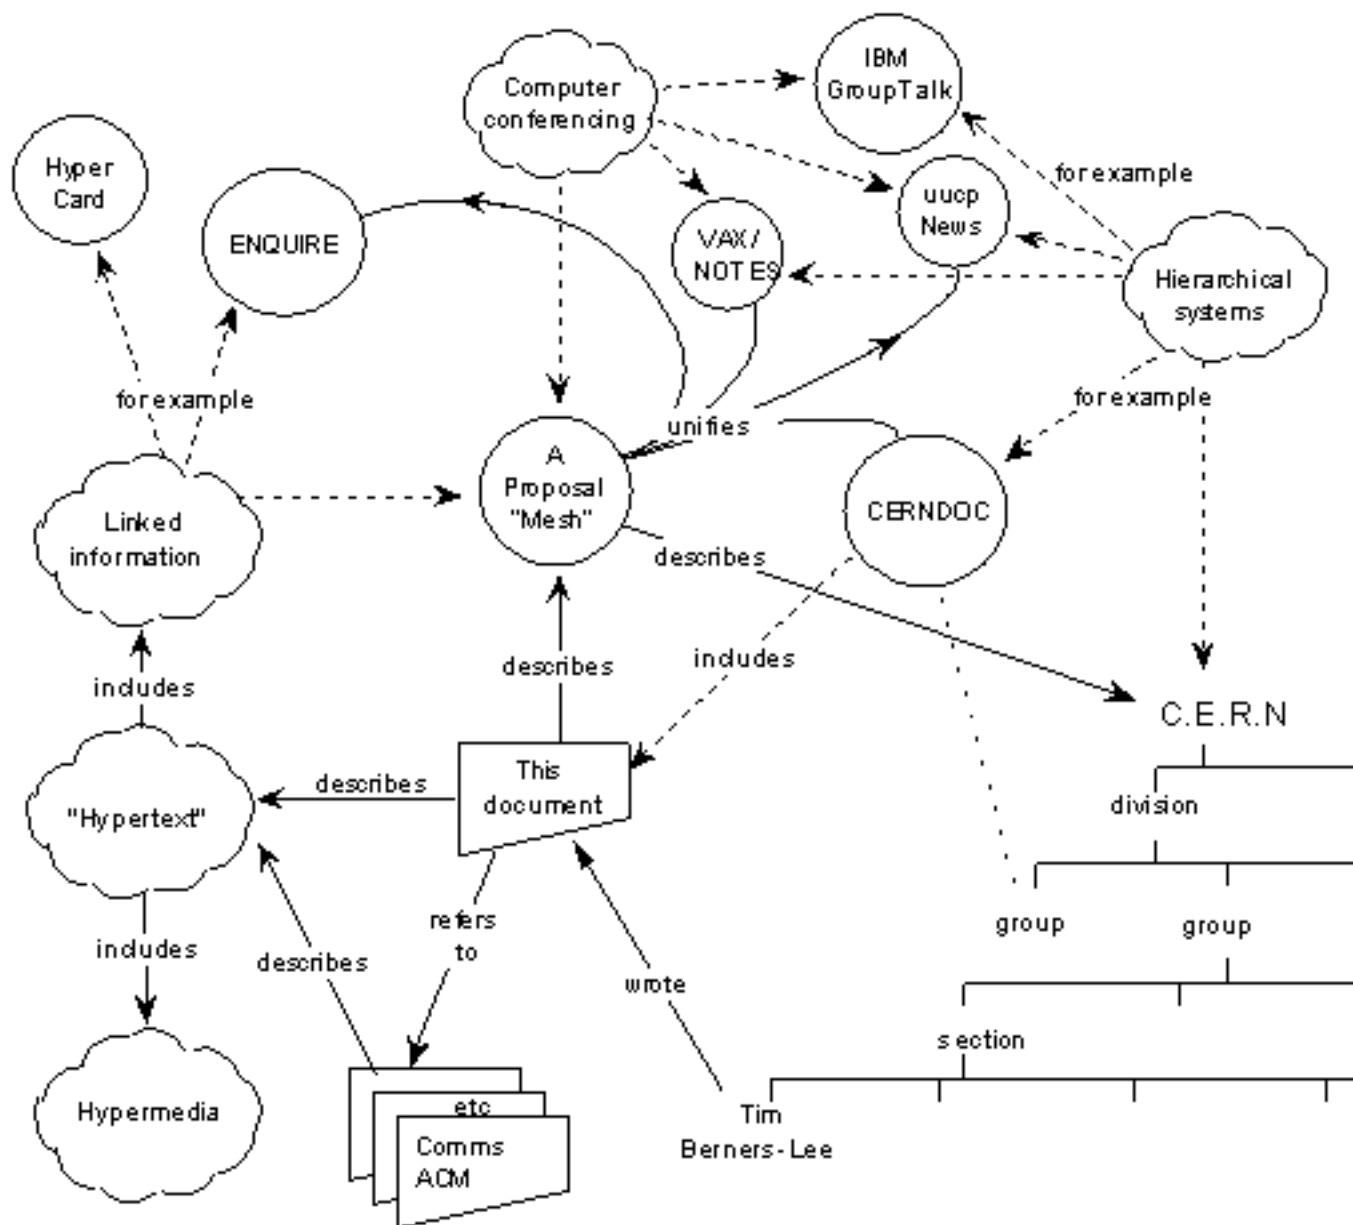 IBM
GroupTalk
Computer
conferencing
Hyper
Card
for example
uucp
News
ENQUIRE
VAX/
NOTES
Hierarchical
systems
for example
for example
unifies
A
Proposal
"Mesh"
CERNDOC
Linked
information
describes
describes
includes
includes
C.E.R.N
This
document
describes
"Hypertext"
division
refers
to
group
group
includes
describes
wrote
section
Hypermedia
etc
Comms
ACM
Tim
Berners-Lee